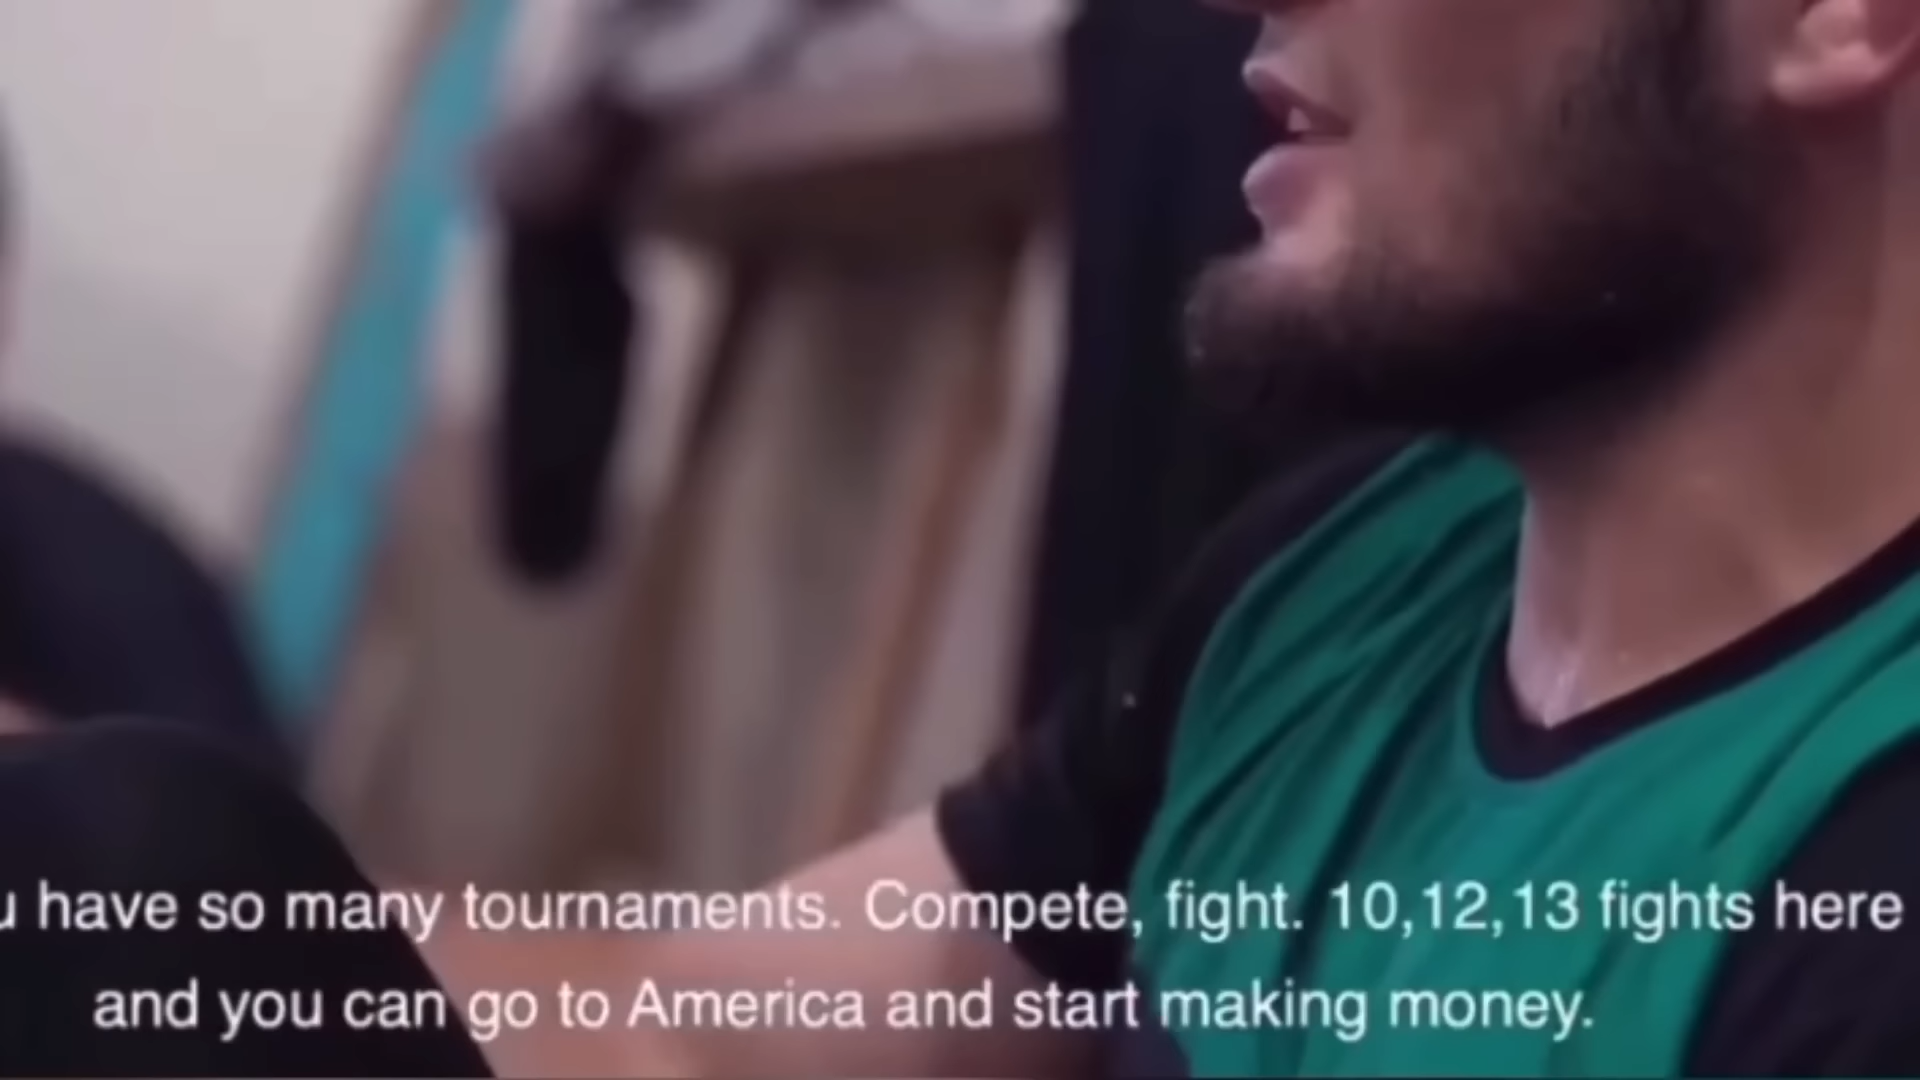 have so many tournaments. Compete, fight. 10,12,13 fights here
and you can go to America and start making money.